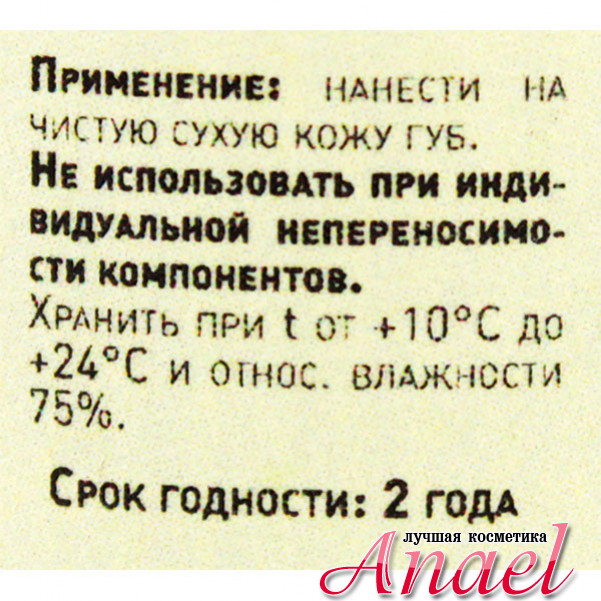 Применение: нанести на
чистую сухую кожу губ.
Не использовать при инди-
видуальной непереносимо-
сти компонентов.
Хранить при t от +10°C до
+24°C и относ. влажности
75%.
Срок годности: 2 года
лучшая косметика
Anael